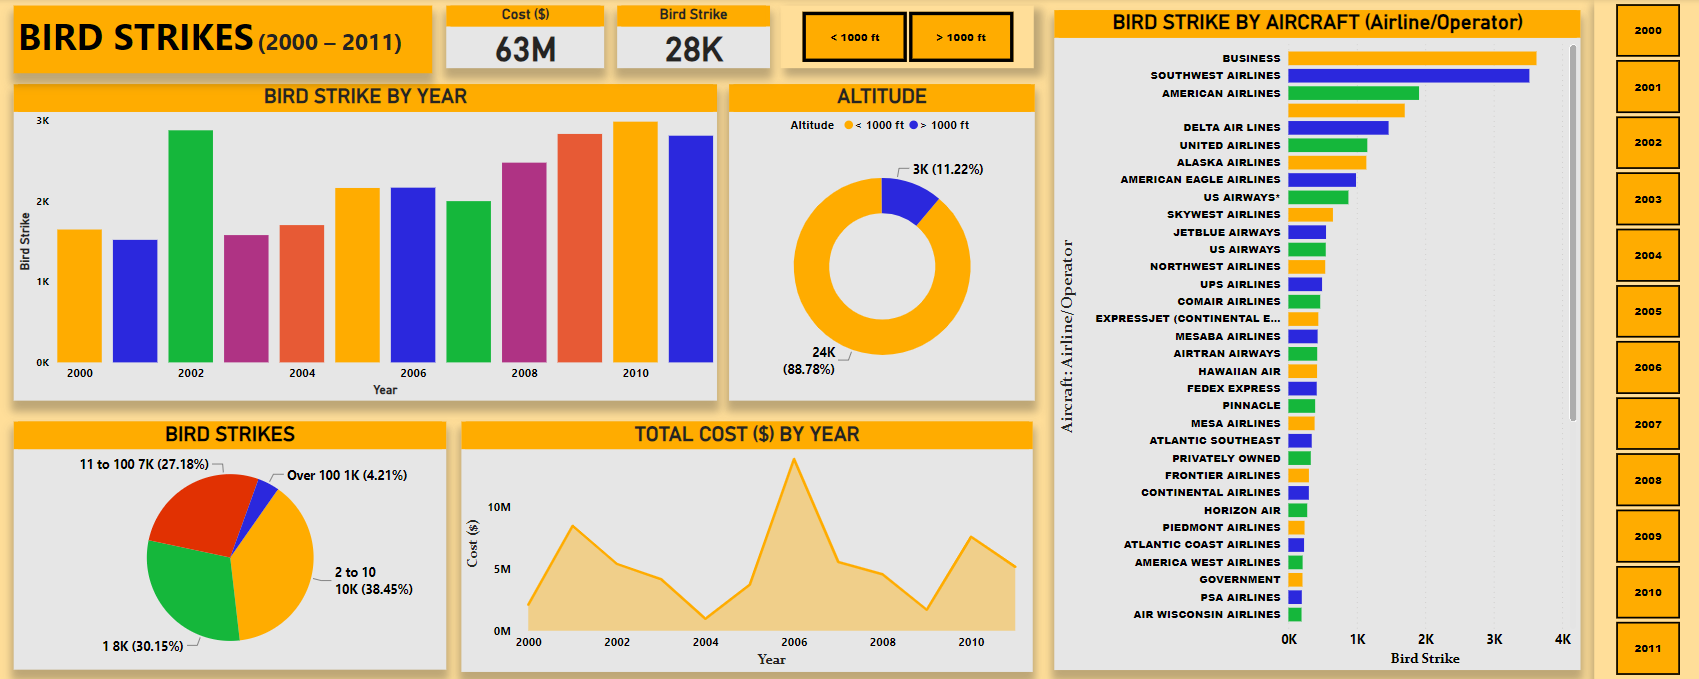 BIRD STRIKES (2000 – 2011)
Cost ($)
63M
Bird Strike
28K
< 1000 ft
> 1000 ft
BIRD STRIKE BY YEAR
Bird Strike
3K
2K
1K
0K
2000 2002 2004 2006 2008 2010
Year
ALTITUDE
Altitude < 1000 ft > 1000 ft
3K (11.22%)
24K
(88.78%)
BIRD STRIKES
11 to 100 7K (27.18%)
Over 100 1K (4.21%)
2 to 10
10K (38.45%)
1 8K (30.15%)
TOTAL COST ($) BY YEAR
Cost ($)
10M
5M
0M
2000 2002 2004 2006 2008 2010
Year
BIRD STRIKE BY AIRCRAFT (Airline/Operator)
Aircraft: Airline/Operator
BUSINESS
SOUTHWEST AIRLINES
AMERICAN AIRLINES
DELTA AIR LINES
UNITED AIRLINES
ALASKA AIRLINES
AMERICAN EAGLE AIRLINES
US AIRWAYS*
SKYWEST AIRLINES
JETBLUE AIRWAYS
US AIRWAYS
NORTHWEST AIRLINES
UPS AIRLINES
COMAIR AIRLINES
EXPRESSJET (CONTINENTAL E...
MESABA AIRLINES
AIRTRAN AIRWAYS
HAWAIIAN AIR
FEDEX EXPRESS
PINNACLE
MESA AIRLINES
ATLANTIC SOUTHEAST
PRIVATELY OWNED
FRONTIER AIRLINES
CONTINENTAL AIRLINES
HORIZON AIR
PIEDMONT AIRLINES
ATLANTIC COAST AIRLINES
AMERICA WEST AIRLINES
GOVERNMENT
PSA AIRLINES
AIR WISCONSIN AIRLINES
0K 1K 2K 3K 4K
Bird Strike
2000
2001
2002
2003
2004
2005
2006
2007
2008
2009
2010
2011